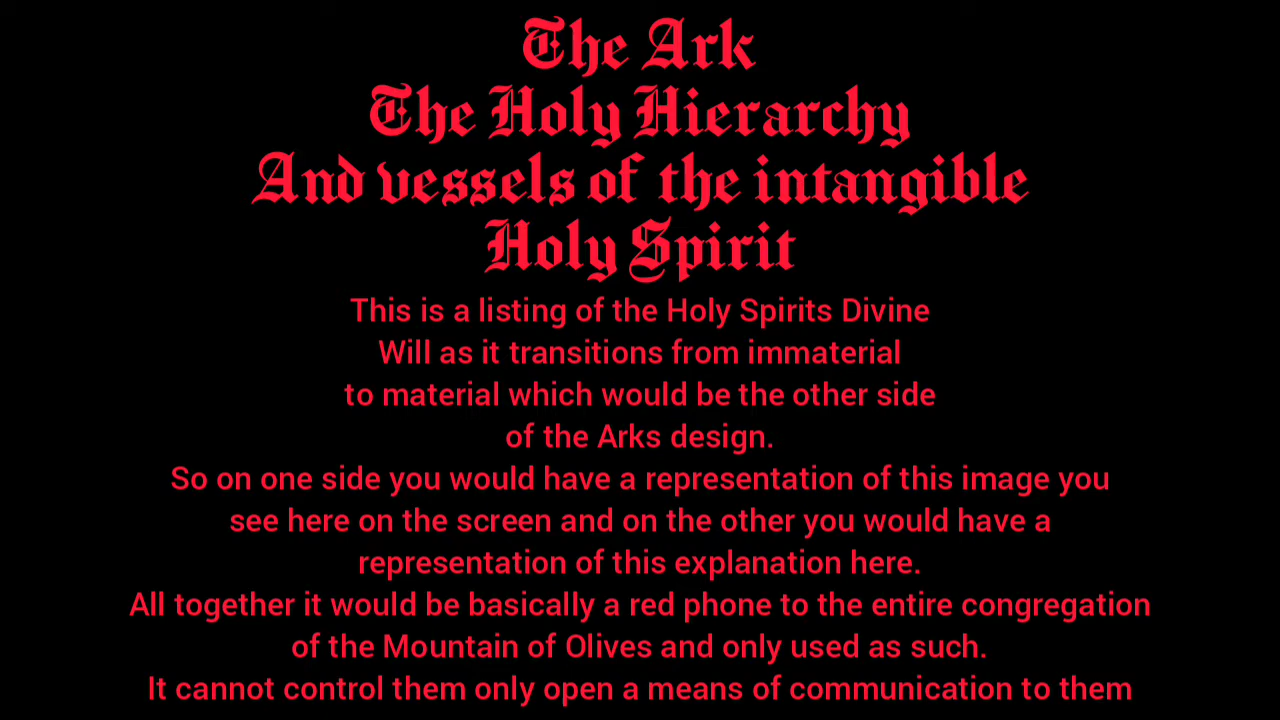 The Ark
The Holy Hierarchy
And vessels of the intangible
Holy Spirit
This is a listing of the Holy Spirits Divine
Will as it transitions from immaterial
to material which would be the other side
of the Arks design.
So on one side you would have a representation of this image you
see here on the screen and on the other you would have a
representation of this explanation here.
All together it would be basically a red phone to the entire congregation
of the Mountain of Olives and only used as such.
It cannot control them only open a means of communication to them